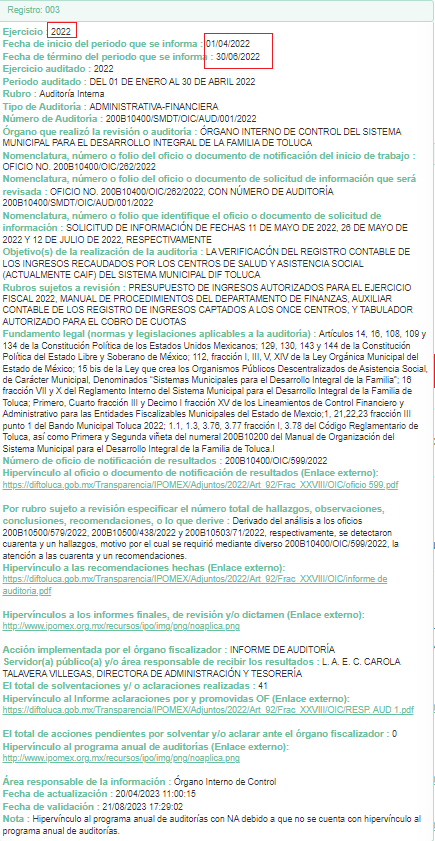 Registro: 003
Ejercicio : 2022
Fecha de inicio del periodo que se informa : 01/04/2022
Fecha de término del periodo que se informa : 30/06/2022
Ejercicio auditado : 2022
Periodo auditado : DEL 01 DE ENERO AL 30 DE ABRIL 2022
Rubro : Auditoría Interna
Tipo de Auditoría : ADMINISTRATIVA-FINANCIERA
Número de Auditoría : 200B10400/SMDT/OIC/AUD/001/2022
Órgano que realizó la revisión o auditoría : ÓRGANO INTERNO DE CONTROL DEL SISTEMA
MUNICIPAL PARA EL DESARROLLO INTEGRAL DE LA FAMILIA DE TOLUCA
Nomenclatura, número o folio del oficio o documento de notificación del inicio de trabajo :
OFICIO NO. 200B10400/OIC/262/2022
Nomenclatura, número o folio del oficio o documento de solicitud de información que será
revisada : OFICIO NO. 200B10400/OIC/262/2022, CON NÚMERO DE AUDITORÍA
200B10400/SMDT/OIC/AUD/001/2022
Nomenclatura, número o folio que identifique el oficio o documento de solicitud de
información : SOLICITUD DE INFORMACIÓN DE FECHAS 11 DE MAYO DE 2022, 26 DE MAYO DE
2022 Y 12 DE JULIO DE 2022, RESPECTIVAMENTE
Objetivo(s) de la realización de la auditoría : LA VERIFICACÓN DEL REGISTRO CONTABLE DE
LOS INGRESOS RECAUDADOS POR LOS CENTROS DE SALUD Y ASISTENCIA SOCIAL
(ACTUALMENTE CAIF) DEL SISTEMA MUNICIPAL DIF TOLUCA
Rubros sujetos a revisión : PRESUPUESTO DE INGRESOS AUTORIZADOS PARA EL EJERCICIO
FISCAL 2022, MANUAL DE PROCEDIMIENTOS DEL DEPARTAMENTO DE FINANZAS, AUXILIAR
CONTABLE DE LOS REGISTRO DE INGRESOS CAPTADOS A LOS ONCE CENTROS, Y TABULADOR
AUTORIZADO PARA EL COBRO DE CUOTAS
Fundamento legal (normas y legislaciones aplicables a la auditoría) : Artículos 14, 16, 108, 109 y
134 de la Constitución Política de los Estados Unidos Mexicanos; 129, 130, 143 y 144 de la Constitución
Política del Estado Libre y Soberano de México; 112, fracción I, III, V, XIV de la Ley Orgánica Municipal del
Estado de México; 15 bis de la Ley que crea los Organismos Públicos Descentralizados de Asistencia Social,
de Carácter Municipal, Denominados "Sistemas Municipales para el Desarrollo Integral de la Familia"; 16
fracción VII y X del Reglamento Interno del Sistema Municipal para el Desarrollo Integral de la Familia de
Toluca; Primero, Cuarto fracción III y Decimo I fracción XV de los Lineamientos de Control Financiero y
Administrativo para las Entidades Fiscalizables Municipales del Estado de Mexcio;1, 21,22,23 fracción III
punto 1 del Bando Municipal Toluca 2022; 1.1, 1.3, 3.76, 3.77 fracción I, 3.78 del Código Reglamentario de
Toluca, así como Primera y Segunda viñeta del numeral 200B10200 del Manual de Organización del
Sistema Municipal para el Desarrollo Integral de la Familia de Toluca.I
Número de oficio de notificación de resultados : 200B10400/OIC/599/2022
Hipervínculo al oficio o documento de notificación de resultados (Enlace externo):
https://diftoluca.gob.mx/Transparencia/IPOMEX/Adjuntos/2022/Art_92/Frac_XXVIII/OIC/oficio 599.pdf
Por rubro sujeto a revisión especificar el número total de hallazgos, observaciones,
conclusiones, recomendaciones, o lo que derive : Derivado del análisis a los oficios
200B10500/579/2022, 200B10500/438/2022 y 200B10503/71/2022, respectivamente, se detectaron
cuarenta y un hallazgos, motivo por el cual se requirió mediante diverso 200B10400/OIC/599/2022, la
atención a las cuarenta y un recomendaciones.
Hipervínculo a las recomendaciones hechas (Enlace externo):
https://diftoluca.gob.mx/Transparencia/IPOMEX/Adjuntos/2022/Art_92/Frac_XXVIII/OIC/informe de
auditoria.pdf
Hipervínculos a los informes finales, de revisión y/o dictamen (Enlace externo):
http://www.ipomex.org.mx/recursos/ipo/img/png/noaplica.png
Acción implementada por el órgano fiscalizador : INFORME DE AUDITORÍA
Servidor(a) público(a) y/o área responsable de recibir los resultados : L. A. E. C. CAROLA
TALAVERA VILLEGAS, DIRECTORA DE ADMINISTRACIÓN Y TESORERÍA
El total de solventaciones y/ o aclaraciones realizadas : 41
Hipervínculo al Informe aclaraciones por y promovidas OF (Enlace externo):
https://diftoluca.gob.mx/Transparencia/IPOMEX/Adjuntos/2022/Art_92/Frac_XXVIII/OIC/RESP. AUD 1.pdf
El total de acciones pendientes por solventar y/o aclarar ante el órgano fiscalizador : 0
Hipervínculo al programa anual de auditorías (Enlace externo):
http://www.ipomex.org.mx/recursos/ipo/img/png/noaplica.png
Área responsable de la información : Órgano Interno de Control
Fecha de actualización : 20/04/2023 11:00:15
Fecha de validación : 21/08/2023 17:29:02
Nota : Hipervínculo al programa anual de auditorías con NA debido a que no se cuenta con hipervínculo al
programa anual de auditorías.